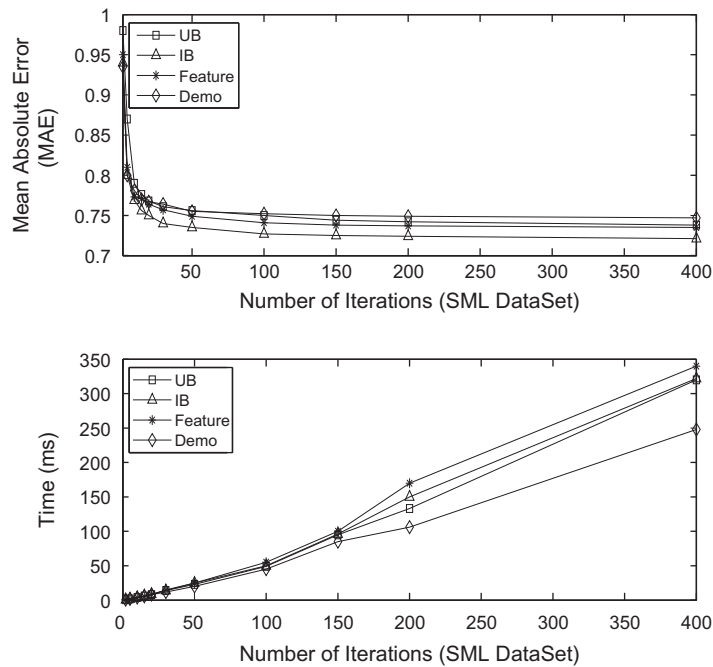 1
0.95
0.9
0.85
0.8
0.75
0.7
Mean Absolute Error
(MAE)
UB
IB
Feature
Demo
50 100 150 200 250 300 350 400
Number of Iterations (SML DataSet)
350
300
250
200
150
100
50
0
Time (ms)
UB
IB
Feature
Demo
0 50 100 150 200 250 300 350 400
Number of Iterations (SML DataSet)